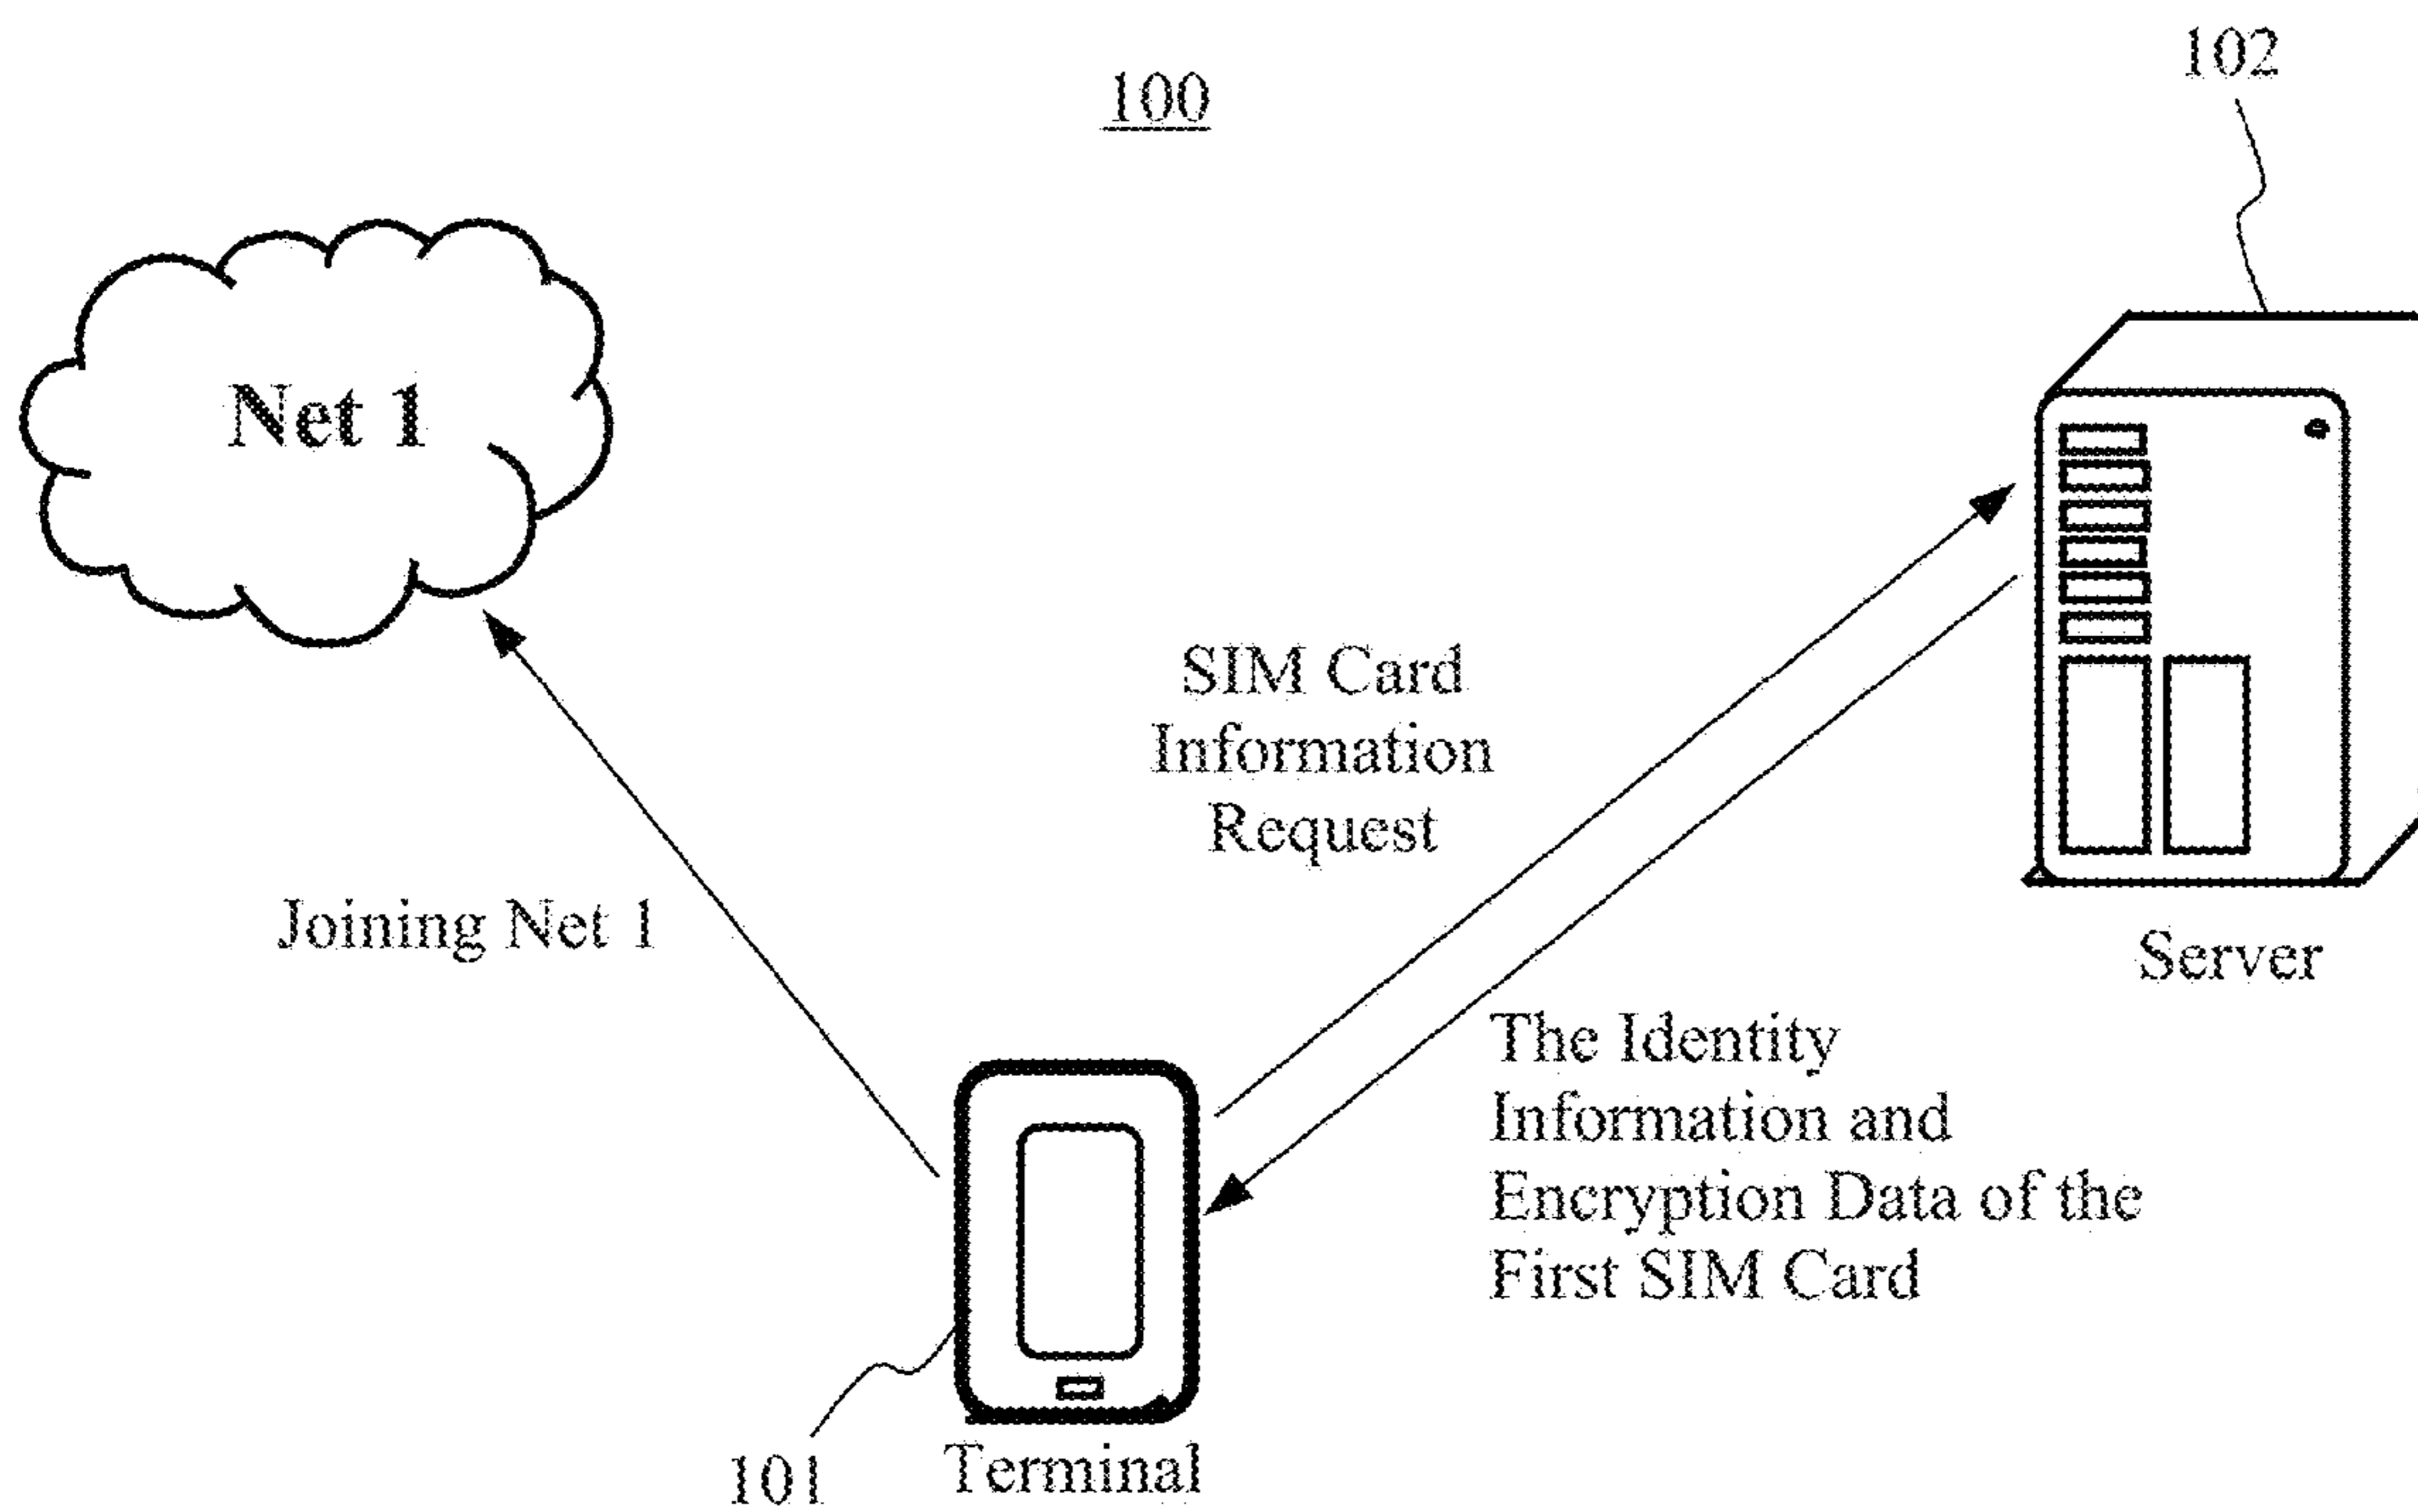 102
100
Net 1
SIM Card
Information
Request
Joining Net 1
Server
The Identity
Information and
Encryption Data of the
First SIM Card
101
Terminal